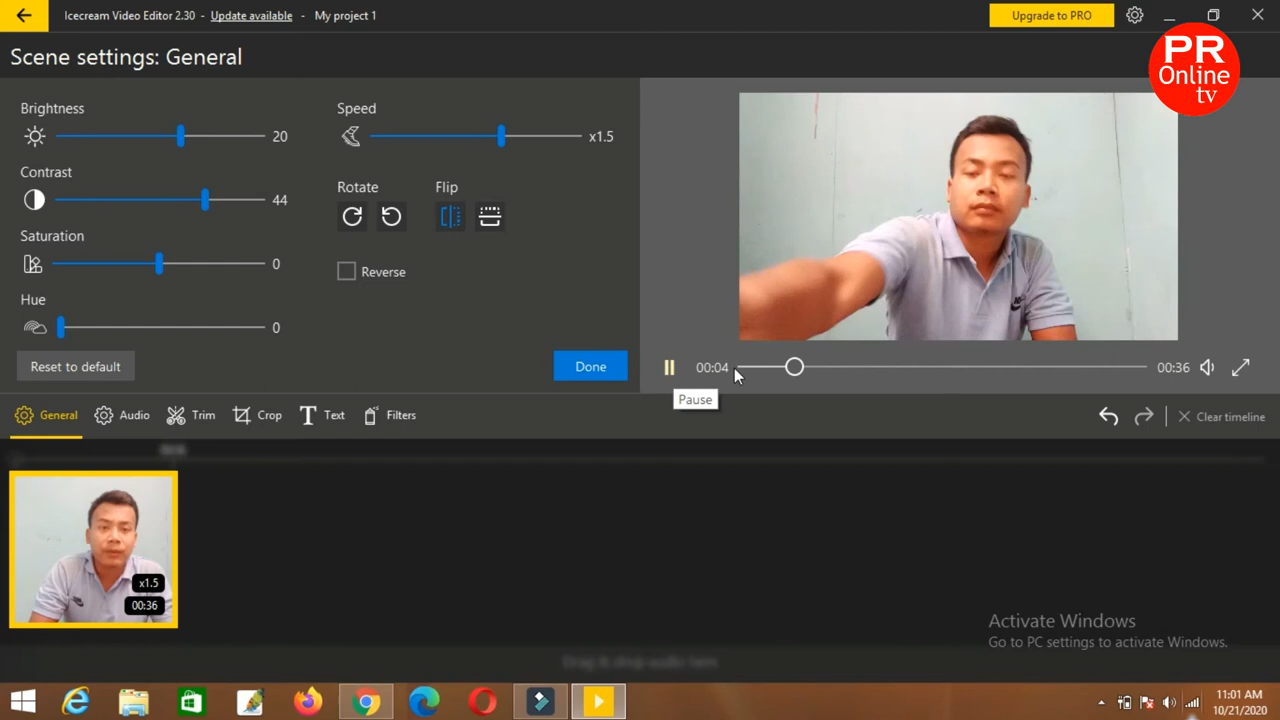 Icecream Video Editor 2.30 - Update available - My project 1
Upgrade to PRO
PR
Online
tv
Scene settings: General
Brightness
20
Contrast
44
Saturation
0
Hue
0
Speed
x1.5
Rotate
Flip
Reverse
Reset to default
Done
00:04
00:36
Pause
General
Audio
Trim
Crop
Text
Filters
Clear timeline
x1.5
00:36
Drag & drop audio here
Activate Windows
Go to PC settings to activate Windows.
11:01 AM
10/21/2020